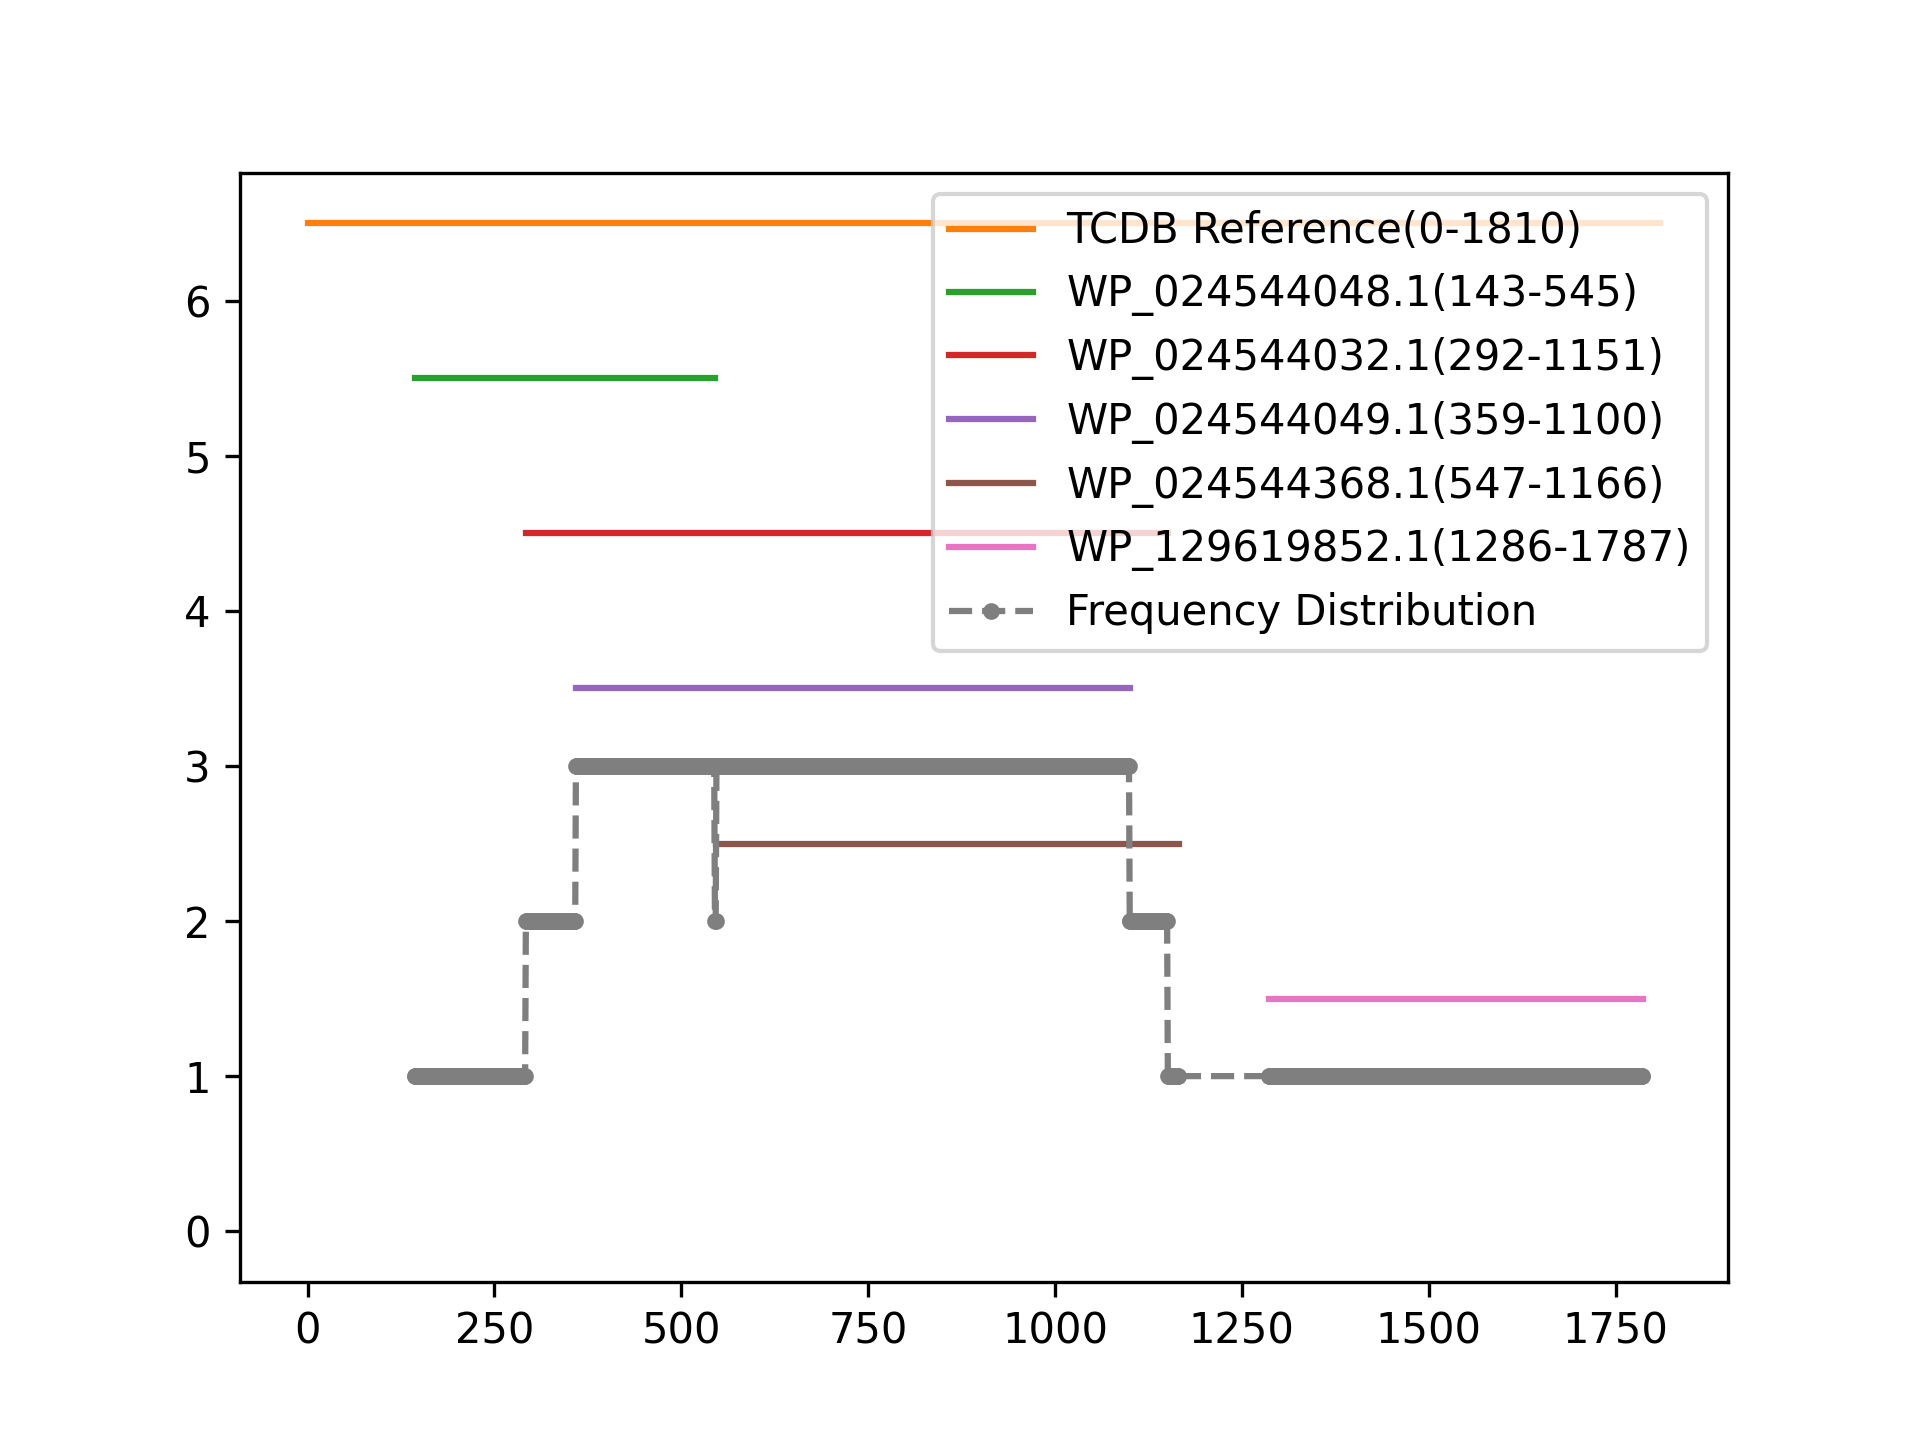 TCDB Reference(0-1810)
WP_024544048.1(143-545)
WP_024544032.1(292-1151)
WP_024544049.1(359-1100)
WP_024544368.1(547-1166)
WP_129619852.1(1286-1787)
Frequency Distribution
6
5
4
3
2
1
0
0 250 500 750 1000 1250 1500 1750